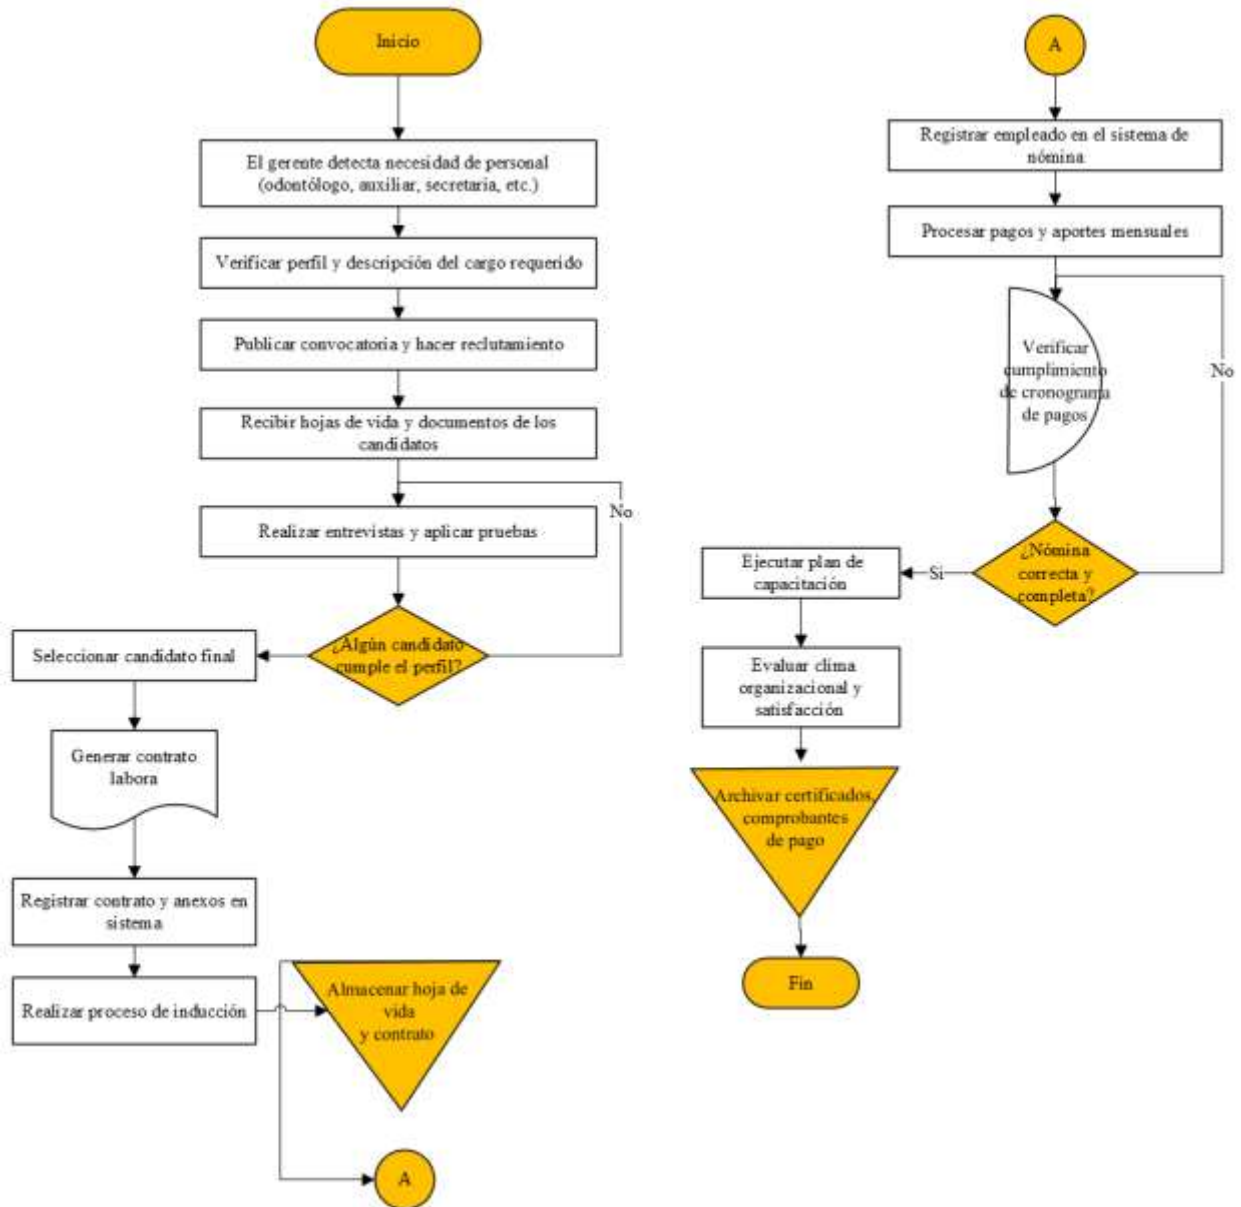 Inicio
El gerente detecta necesidad de personal
(odontólogo, auxiliar, secretaria, etc.)
Verificar perfil y descripción del cargo requerido
Publicar convocatoria y hacer reclutamiento
Recibir hojas de vida y documentos de los
candidatos
No
Realizar entrevistas y aplicar pruebas
¿Algún candidato
cumple el perfil?
Seleccionar candidato final
Generar contrato
labora
Registrar contrato y anexos en
sistema
Realizar proceso de inducción
Almacenar hoja de
vida
y contrato
A
A
Registrar empleado en el sistema de
nómina
Procesar pagos y aportes mensuales
Verificar
cumplimiento
de cronograma
de pagos
No
¿Nómina
correcta y
completa?
Si
Ejecutar plan de
capacitación
Evaluar clima
organizacional y
satisfacción
Archivar certificados,
comprobantes
de pago
Fin